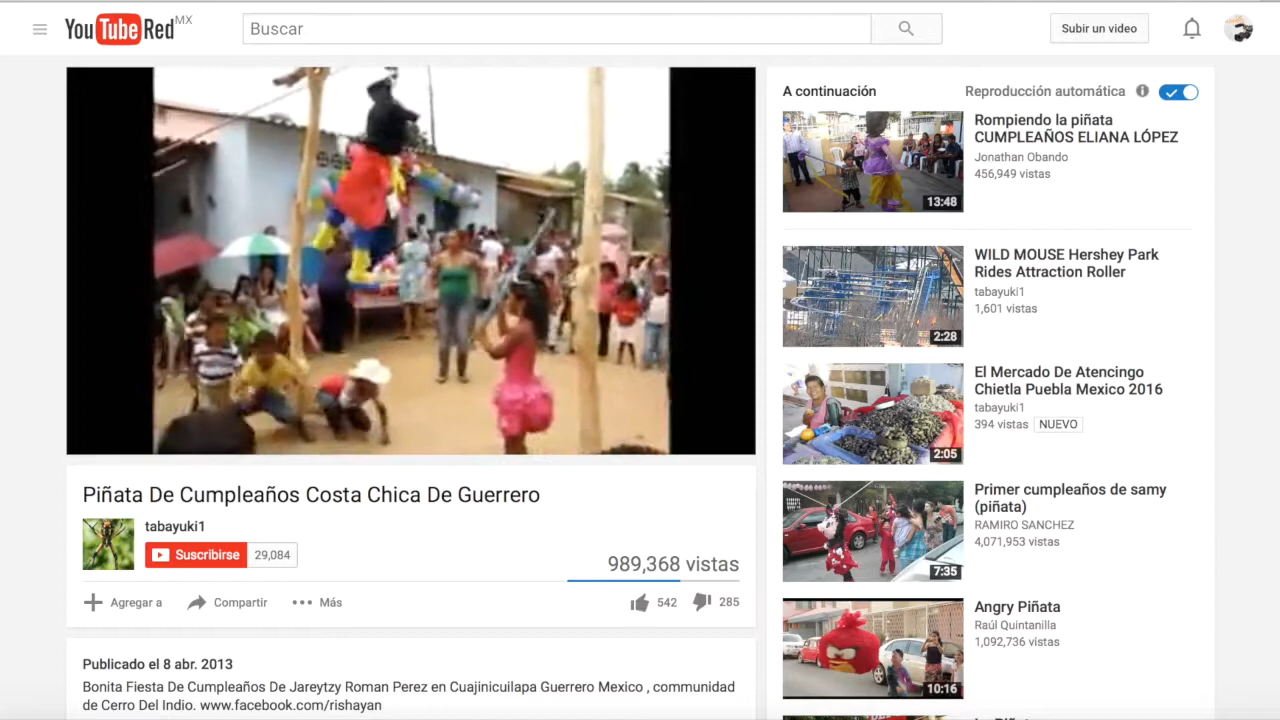 YouTube Red MX
Buscar
Subir un video
Piñata De Cumpleaños Costa Chica De Guerrero
tabayuki1
Suscribirse 29,084
989,368 vistas
Agregar a Compartir Más 542 285
Publicado el 8 abr. 2013
Bonita Fiesta De Cumpleaños De Jareytzy Roman Perez en Cuajinicuilapa Guerrero Mexico , communidad
de Cerro Del Indio. www.facebook.com/rishayan
A continuación Reproducción automática
Rompiendo la piñata
CUMPLEAÑOS ELIANA LÓPEZ
Jonathan Obando
456,949 vistas
13:48
WILD MOUSE Hershey Park
Rides Attraction Roller
tabayuki1
1,601 vistas
2:28
El Mercado De Atencingo
Chietla Puebla Mexico 2016
tabayuki1
394 vistas NUEVO
2:05
Primer cumpleaños de samy
(piñata)
RAMIRO SANCHEZ
4,071,953 vistas
7:35
Angry Piñata
Raúl Quintanilla
1,092,736 vistas
10:16